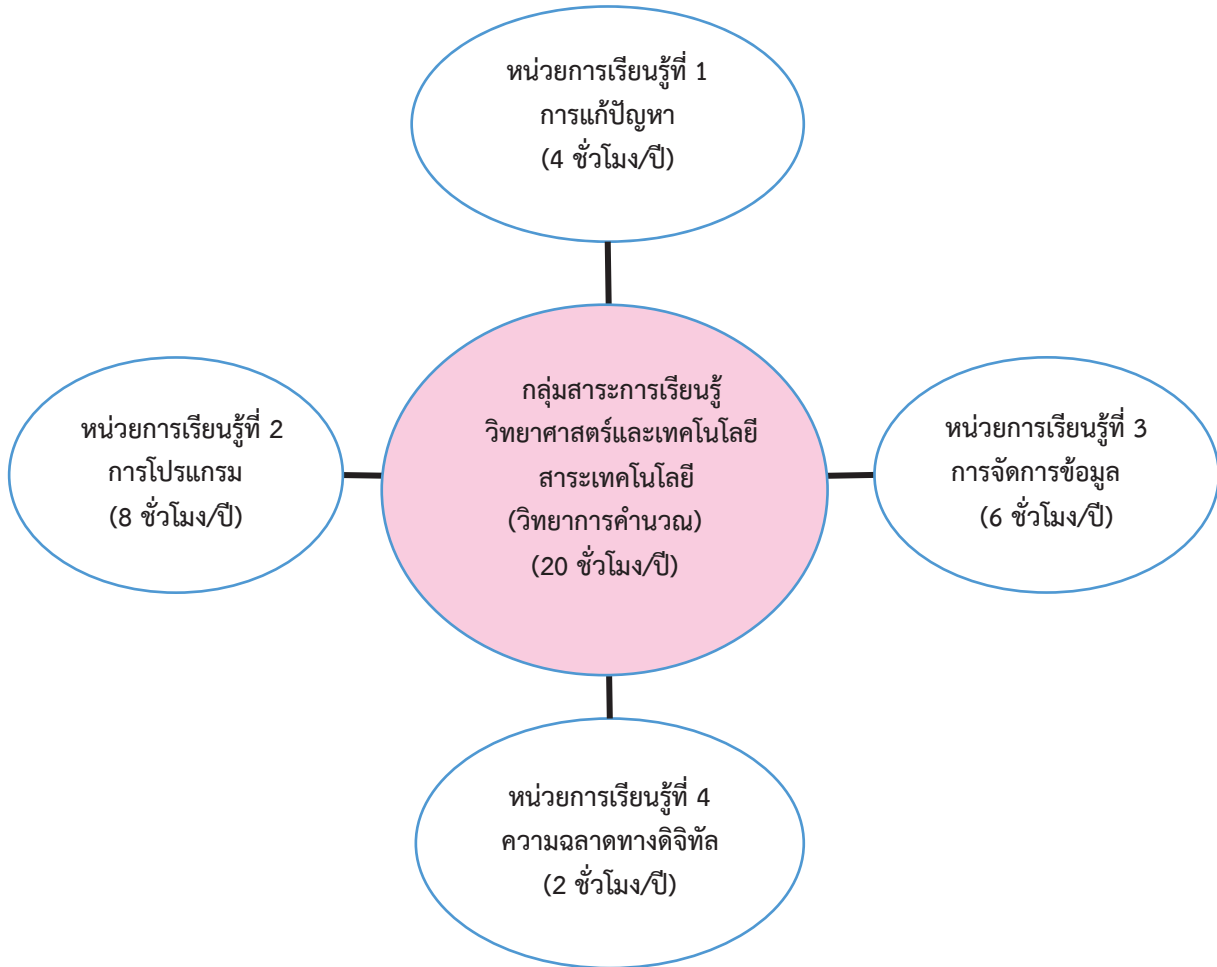 หน่วยการเรียนรู้ที่ 1
การแก้ปัญหา
(4 ชั่วโมง/ปี)
กลุ่มสาระการเรียนรู้
วิทยาศาสตร์และเทคโนโลยี
สาระเทคโนโลยี
(วิทยาการคำนวณ)
(20 ชั่วโมง/ปี)
หน่วยการเรียนรู้ที่ 2
การโปรแกรม
(8 ชั่วโมง/ปี)
หน่วยการเรียนรู้ที่ 3
การจัดการข้อมูล
(6 ชั่วโมง/ปี)
หน่วยการเรียนรู้ที่ 4
ความฉลาดทางดิจิทัล
(2 ชั่วโมง/ปี)